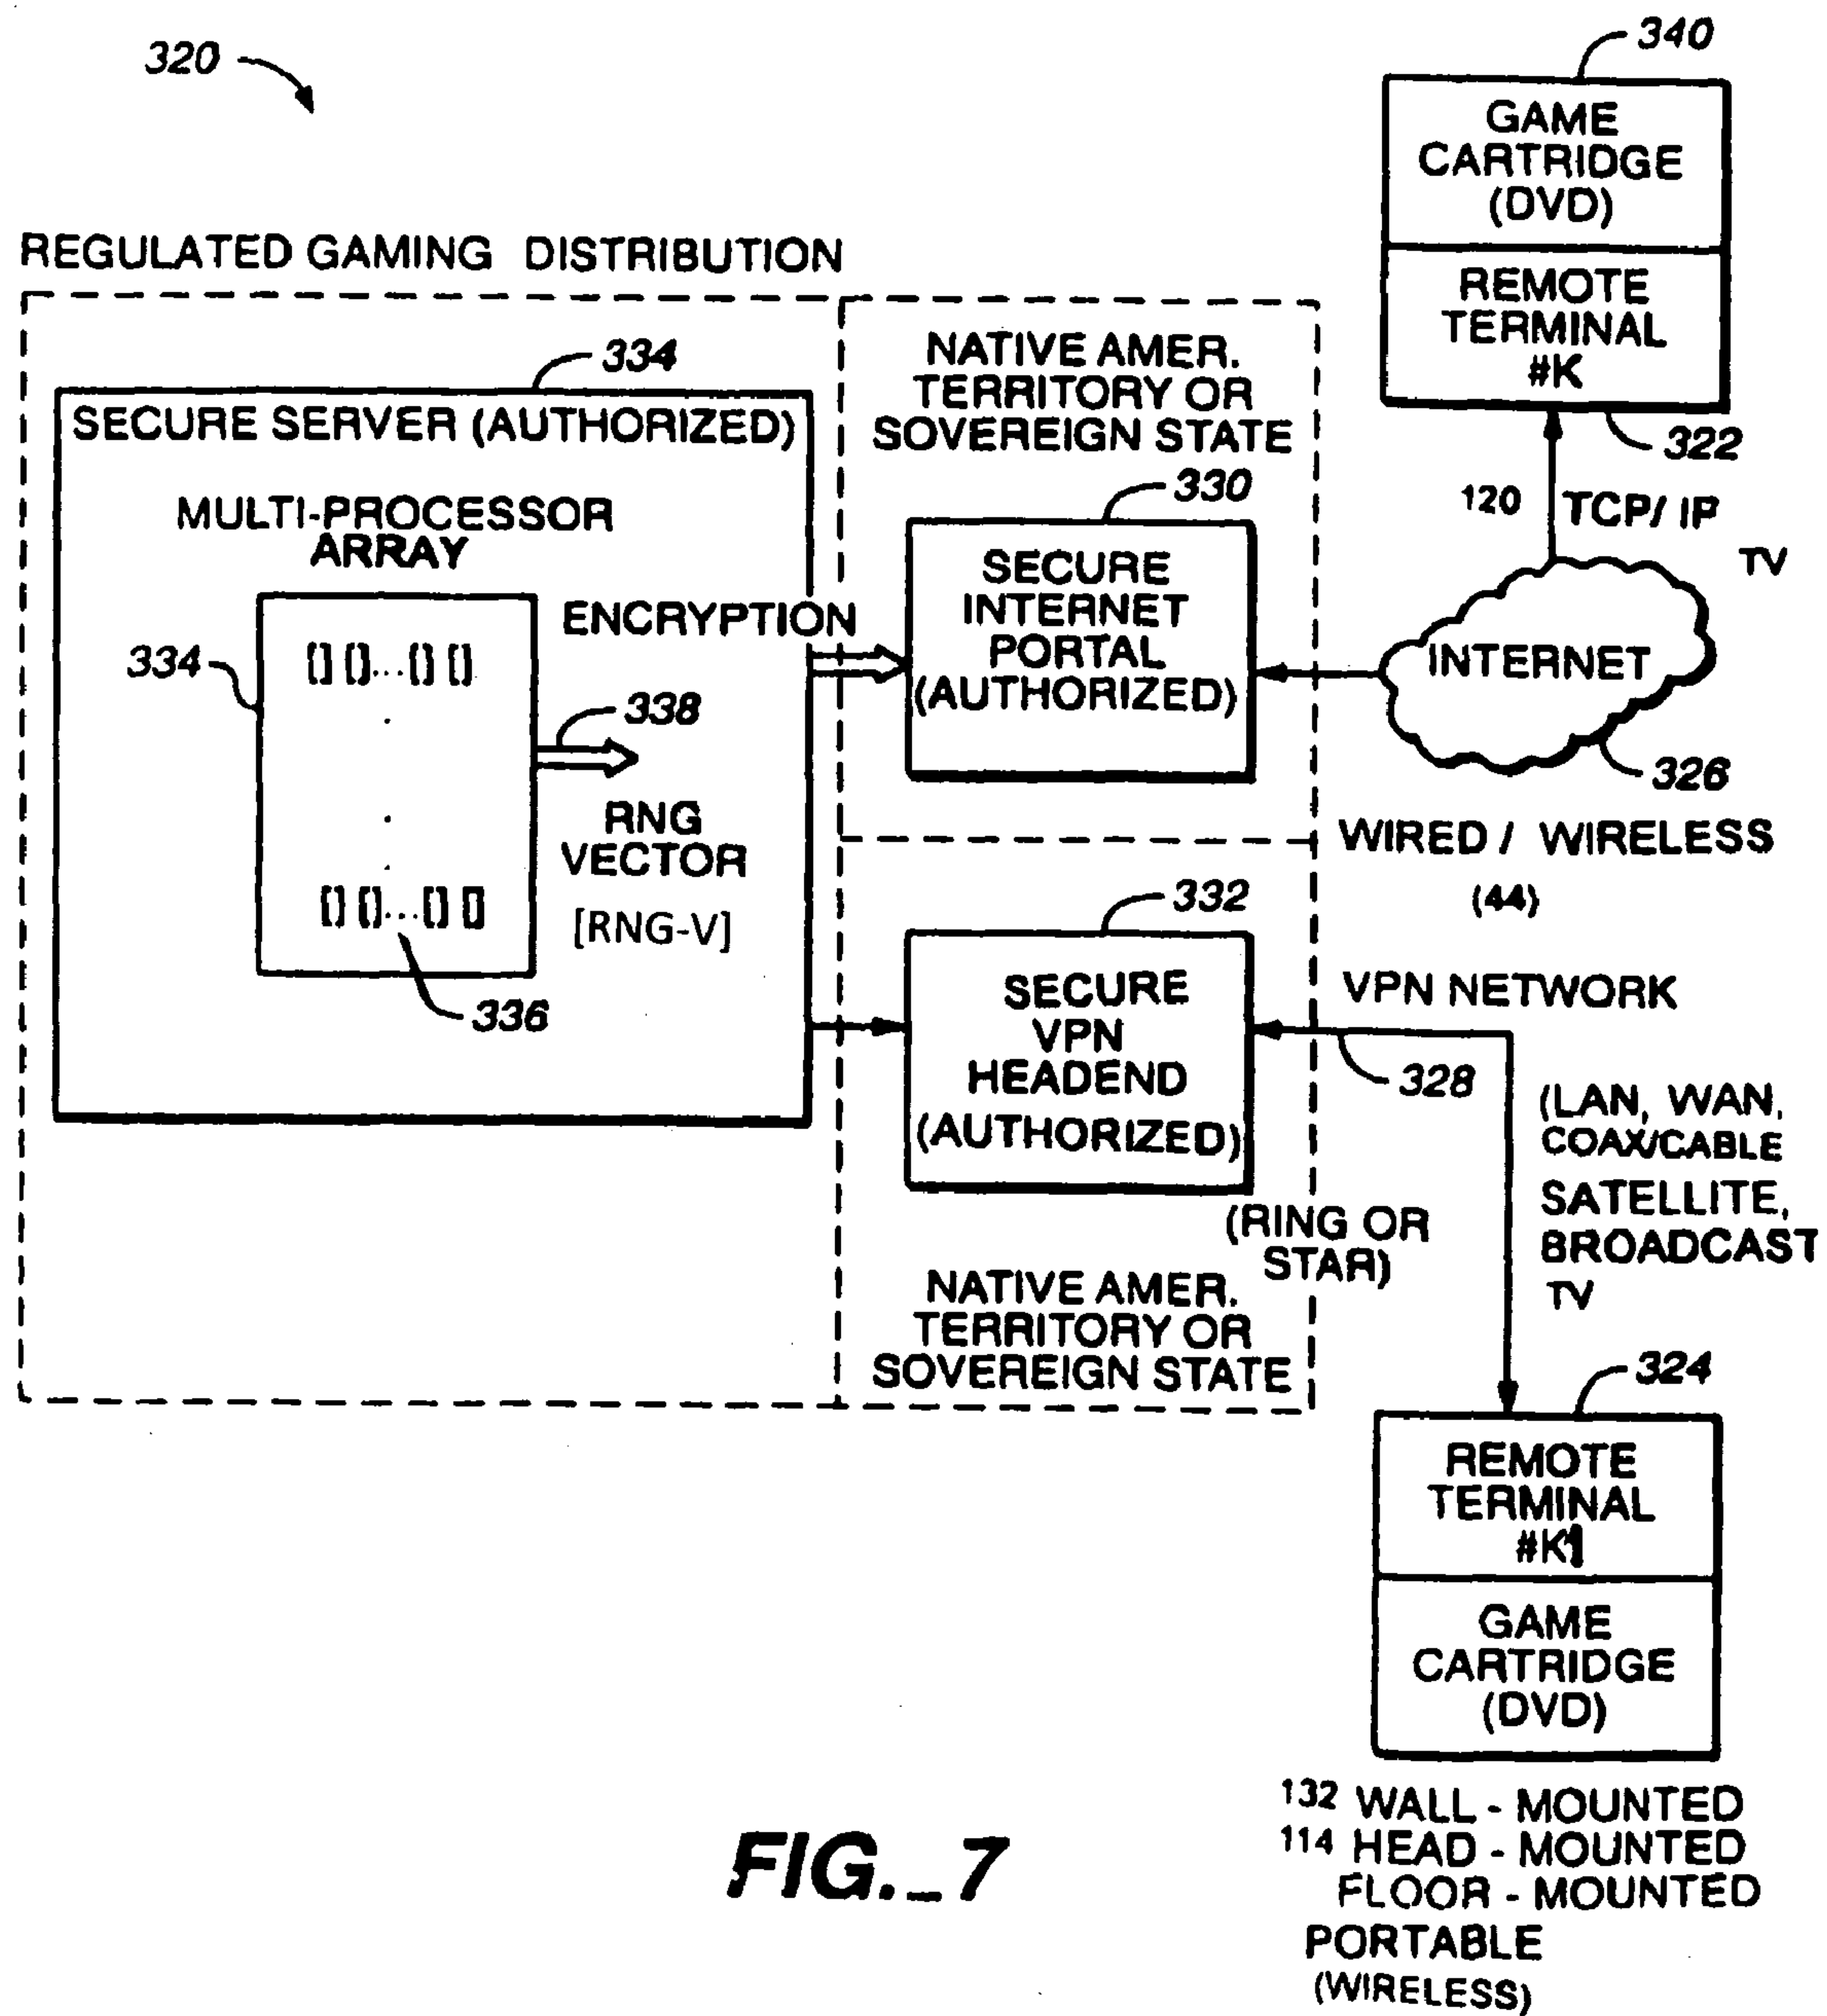 320
340
GAME
CARTRIDGE
(DVD)
REMOTE
TERMINAL
#K
322
120 TCP/ IP
TV
INTERNET
326
WIRED / WIRELESS
(44)
REGULATED GAMING DISTRIBUTION
334
SECURE SERVER (AUTHORIZED)
MULTI-PROCESSOR
ARRAY
334
[] []...[] []
.
.
.
[] []...[] []
336
338
RNG
VECTOR
[RNG-V]
ENCRYPTION
NATIVE AMER.
TERRITORY OR
SOVEREIGN STATE
330
SECURE
INTERNET
PORTAL
(AUTHORIZED)
332
SECURE
VPN
HEADEND
(AUTHORIZED)
(RING OR
STAR)
NATIVE AMER.
TERRITORY OR
SOVEREIGN STATE
VPN NETWORK
328
(LAN, WAN,
COAX/CABLE
SATELLITE,
BROADCAST
TV
324
REMOTE
TERMINAL
#K1
GAME
CARTRIDGE
(DVD)
132 WALL - MOUNTED
114 HEAD - MOUNTED
FLOOR - MOUNTED
PORTABLE
(WIRELESS)
FIG._7